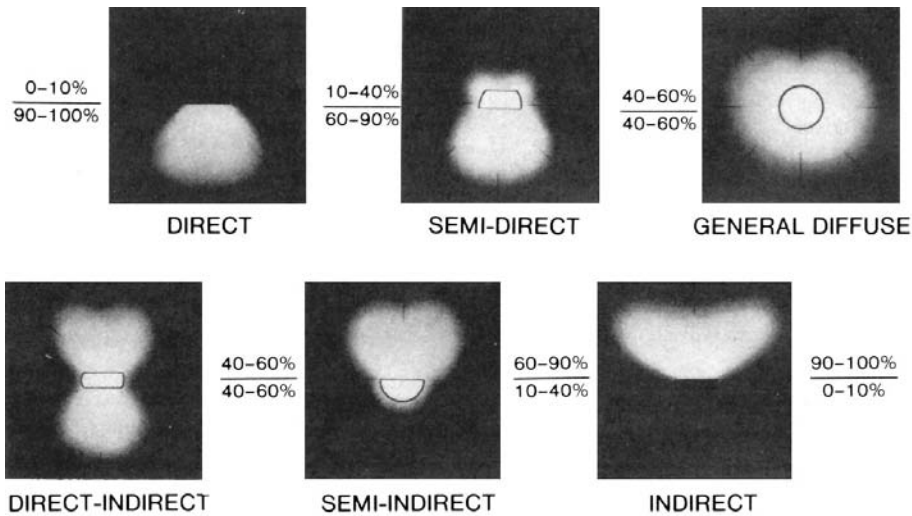 0–10%
90–100%
10–40%
60–90%
40–60%
40–60%
DIRECT
SEMI-DIRECT
GENERAL DIFFUSE
40–60%
40–60%
60–90%
10–40%
90–100%
0–10%
DIRECT-INDIRECT
SEMI-INDIRECT
INDIRECT